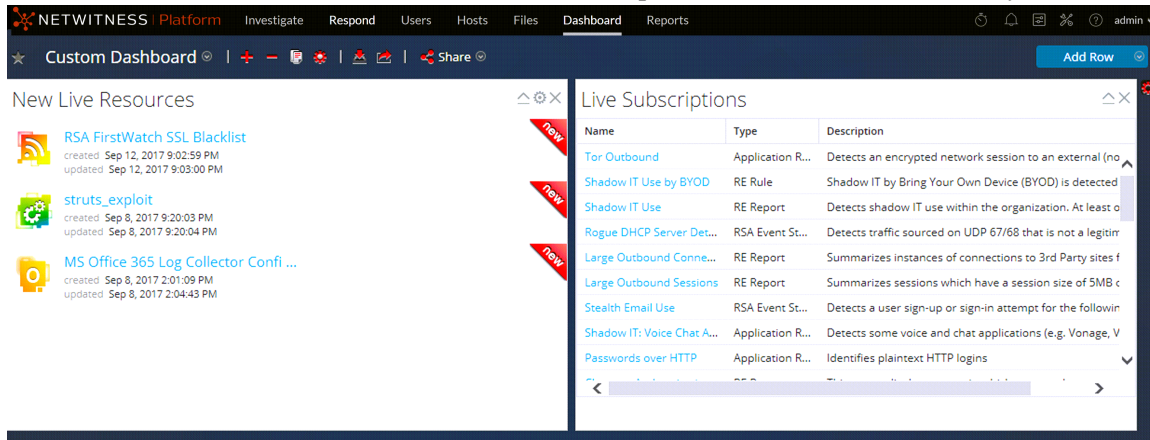 NETWITNESS Platform Investigate Respond Users Hosts Files Dashboard Reports admin
Custom Dashboard Share Add Row
New Live Resources
RSA FirstWatch SSL Blacklist
created Sep 12, 2017 9:02:59 PM
updated Sep 12, 2017 9:03:00 PM
new
struts_exploit
created Sep 8, 2017 9:20:03 PM
updated Sep 8, 2017 9:20:04 PM
new
MS Office 365 Log Collector Confi ...
created Sep 8, 2017 2:01:09 PM
updated Sep 8, 2017 2:04:43 PM
new
Live Subscriptions
Name Type Description
Tor Outbound Application R... Detects an encrypted network session to an external (no
Shadow IT Use by BYOD RE Rule Shadow IT by Bring Your Own Device (BYOD) is detected
Shadow IT Use RE Report Detects shadow IT use within the organization. At least o
Rogue DHCP Server Det... RSA Event St... Detects traffic sourced on UDP 67/68 that is not a legitim
Large Outbound Conne... RE Report Summarizes instances of connections to 3rd Party sites f
Large Outbound Sessions RE Report Summarizes sessions which have a session size of 5MB
Stealth Email Use RSA Event St... Detects a user sign-up or sign-in attempt for the followin
Shadow IT: Voice Chat A... Application R... Detects some voice and chat applications (e.g. Vonage, V
Passwords over HTTP Application R... Identifies plaintext HTTP logins